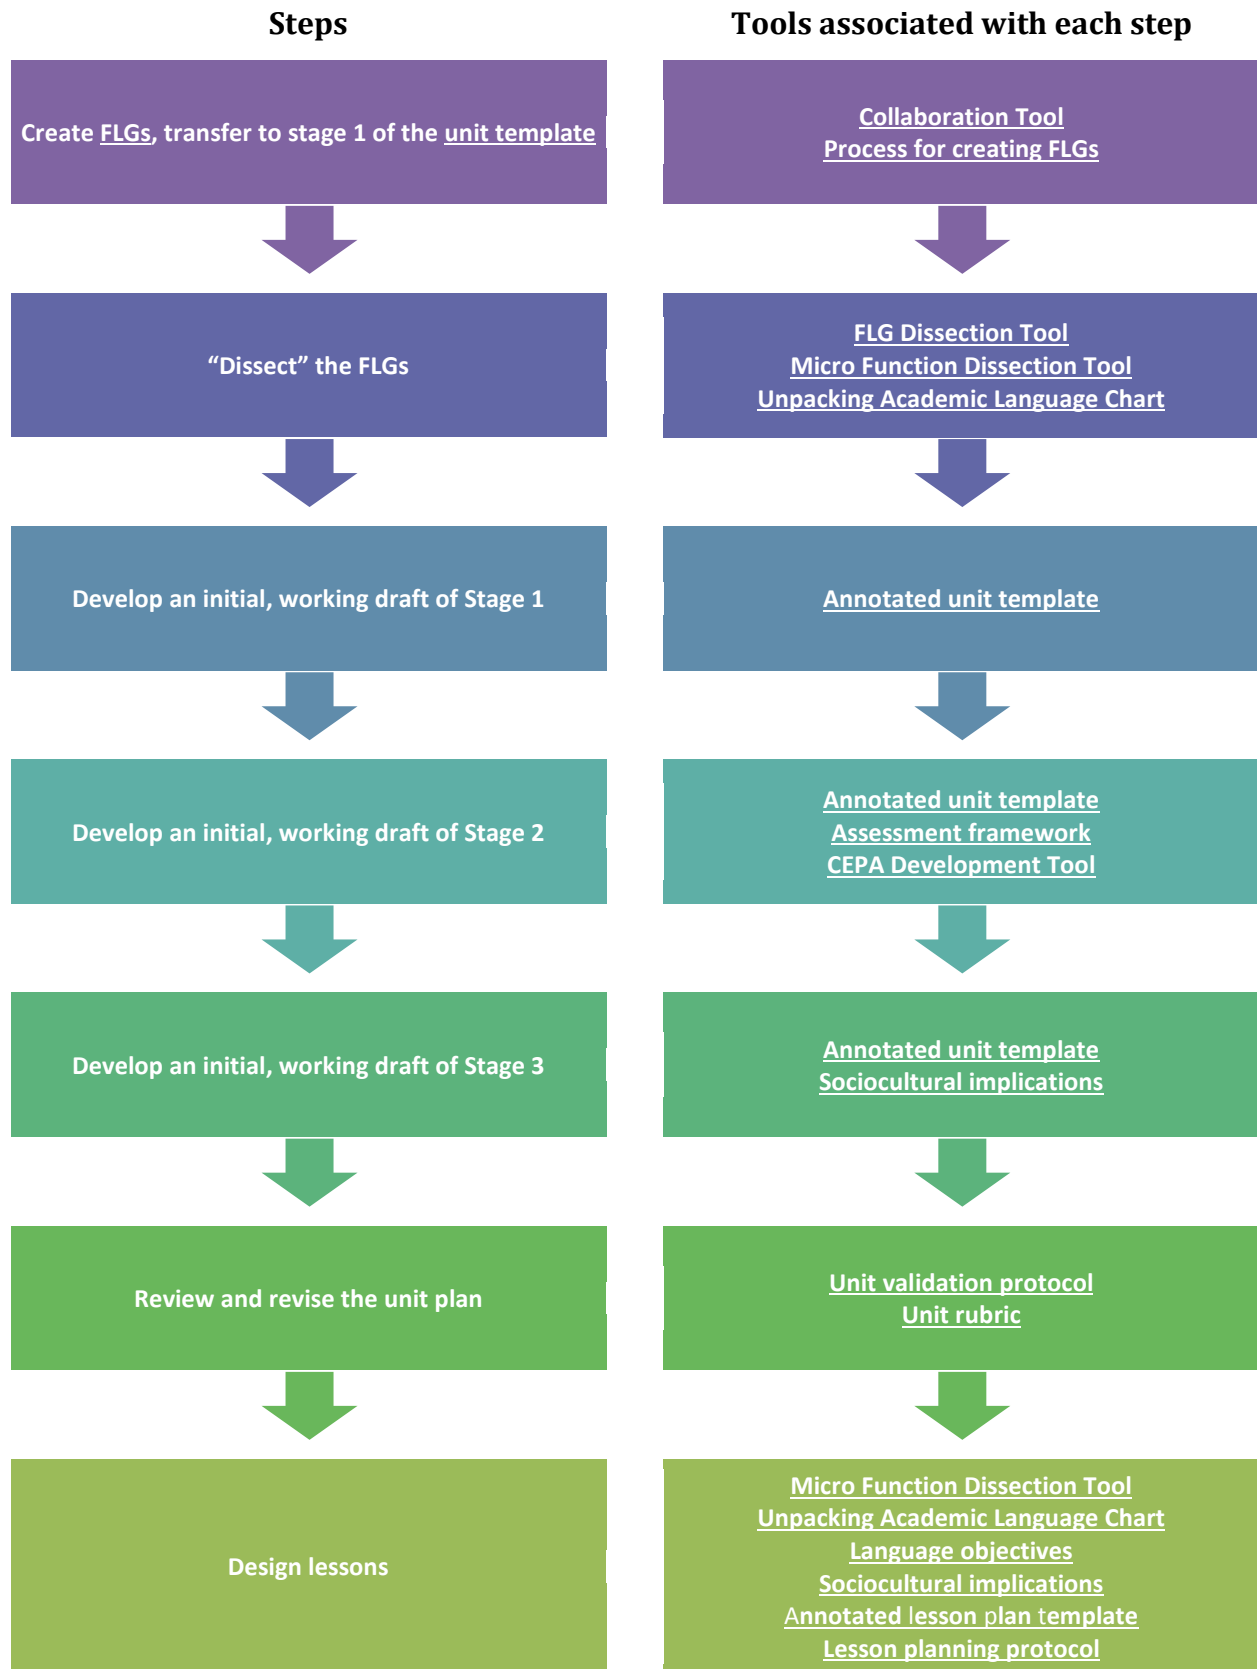 Steps
Tools associated with each step
Create FLGs, transfer to stage 1 of the unit template
Collaboration Tool
Process for creating FLGs
“Dissect” the FLGs
FLG Dissection Tool
Micro Function Dissection Tool
Unpacking Academic Language Chart
Develop an initial, working draft of Stage 1
Annotated unit template
Develop an initial, working draft of Stage 2
Annotated unit template
Assessment framework
CEPA Development Tool
Develop an initial, working draft of Stage 3
Annotated unit template
Sociocultural implications
Review and revise the unit plan
Unit validation protocol
Unit rubric
Design lessons
Micro Function Dissection Tool
Unpacking Academic Language Chart
Language objectives
Sociocultural implications
Annotated lesson plan template
Lesson planning protocol